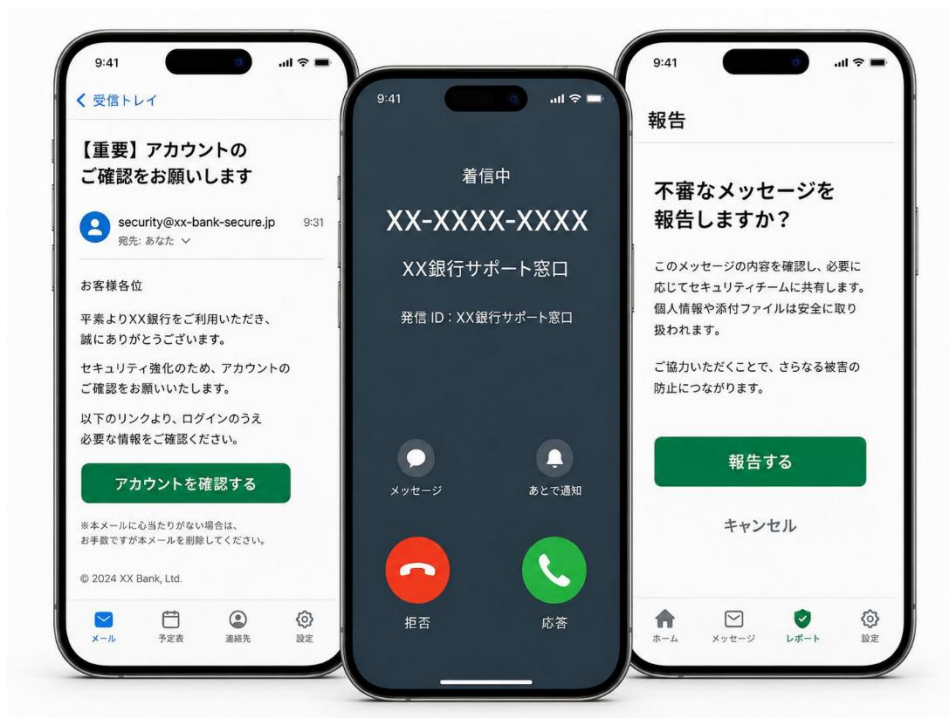 9:41
受信トレイ
【重要】アカウントの
ご確認をお願いします
security@xx-bank-secure.jp 9:31
宛先: あなた
お客様各位
平素よりXX銀行をご利用いただき、
誠にありがとうございます。
セキュリティ強化のため、アカウントの
ご確認をお願いいたします。
以下のリンクより、ログインのうえ
必要な情報をご確認ください。
アカウントを確認する
※本メールに心当たりがない場合は、
お手数ですが本メールを削除してください。
© 2024 XX Bank, Ltd.
メール 予定表 連絡先 設定
9:41
着信中
XX-XXXX-XXXX
XX銀行サポート窓口
発信 ID：XX銀行サポート窓口
メッセージ あとで通知
拒否 応答
9:41
報告
不審なメッセージを
報告しますか？
このメッセージの内容を確認し、必要に
応じてセキュリティチームに共有します。
個人情報や添付ファイルは安全に取り
扱われます。
ご協力いただくことで、さらなる被害の
防止につながります。
報告する
キャンセル
ホーム メッセージ レポート 設定